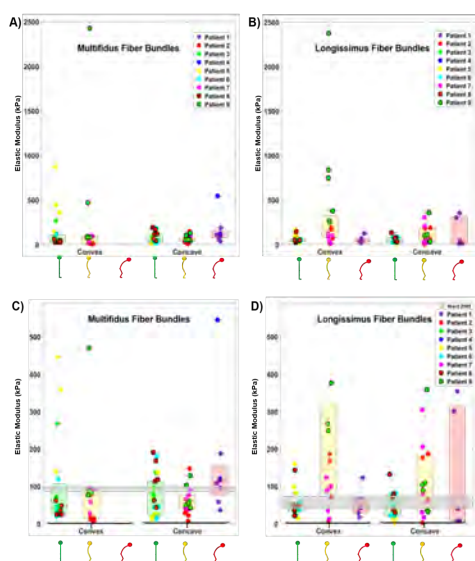 A)
Multifidus Fiber Bundles
Elastic Modulus (kPa)
2500
2000
1500
1000
500
0
Patient 1
Patient 2
Patient 3
Patient 4
Patient 5
Patient 6
Patient 7
Patient 8
Patient 9
Convex
Concave
B)
Longissimus Fiber Bundles
Elastic Modulus (kPa)
2500
2000
1500
1000
500
0
Patient 1
Patient 2
Patient 3
Patient 4
Patient 5
Patient 6
Patient 7
Patient 8
Patient 9
Convex
Concave
C)
Multifidus Fiber Bundles
Elastic Modulus (kPa)
500
400
300
200
100
0
Convex
Concave
D)
Longissimus Fiber Bundles
Elastic Modulus (kPa)
500
400
300
200
100
0
Patient 1
Patient 2
Patient 3
Patient 4
Patient 5
Patient 6
Patient 7
Patient 8
Patient 9
Convex
Concave